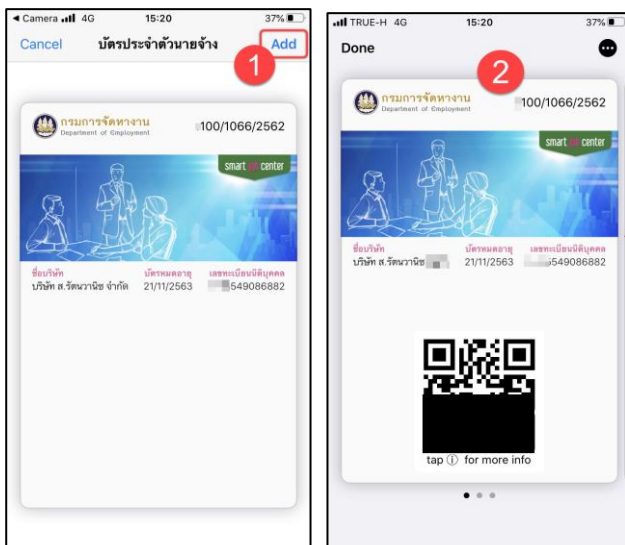 Camera 4G 15:20 37%
Cancel บัตรประจำตัวนายจ้าง Add
1
กรมการจัดหางาน
Department of Employment
100/1066/2562
smart job center
ชื่อบริษัท บัตรหมดอายุ เลขทะเบียนนิติบุคคล
บริษัท ส.รัตนวานิช จำกัด 21/11/2563 549086882
TRUE-H 4G 15:20 37%
Done
2
กรมการจัดหางาน
Department of Employment
100/1066/2562
smart job center
ชื่อบริษัท บัตรหมดอายุ เลขทะเบียนนิติบุคคล
บริษัท ส.รัตนวานิช 21/11/2563 549086882
tap ⓘ for more info